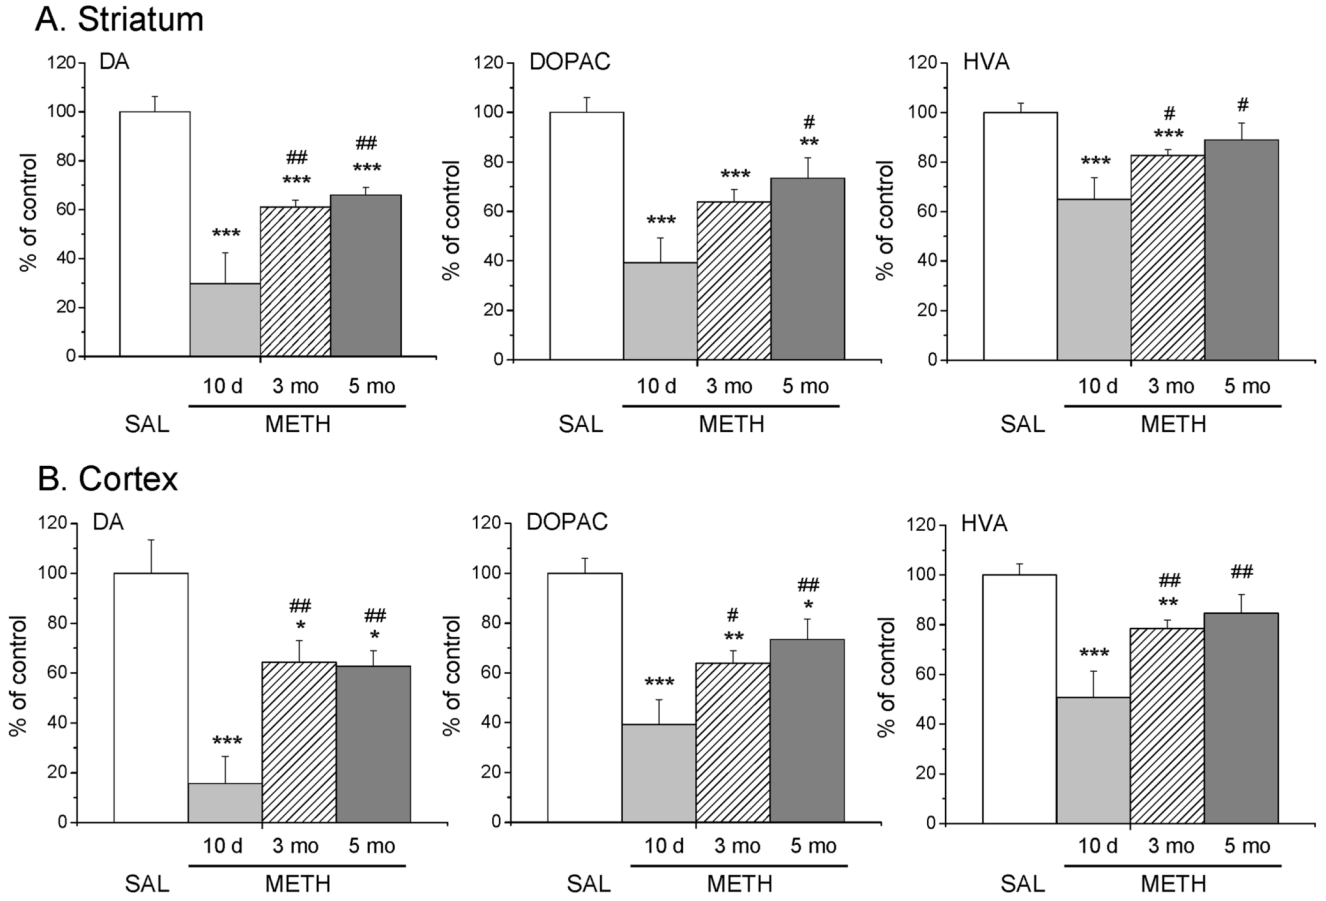 A. Striatum
DA
DOPAC
HVA
120
100
80
60
40
20
0
% of control
***
##
***
##
***
10 d 3 mo 5 mo
SAL METH
120
100
80
60
40
20
0
% of control
***
***
#
**
10 d 3 mo 5 mo
SAL METH
120
100
80
60
40
20
0
% of control
***
#
***
#
10 d 3 mo 5 mo
SAL METH
B. Cortex
DA
DOPAC
HVA
120
100
80
60
40
20
0
% of control
***
##
*
##
*
10 d 3 mo 5 mo
SAL METH
120
100
80
60
40
20
0
% of control
***
#
**
##
*
10 d 3 mo 5 mo
SAL METH
120
100
80
60
40
20
0
% of control
***
##
**
##
10 d 3 mo 5 mo
SAL METH